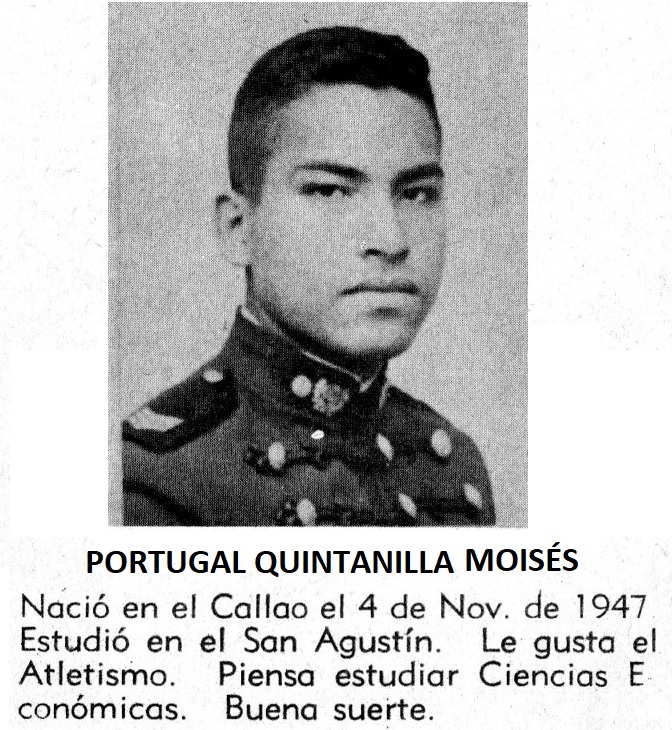 PORTUGAL QUINTANILLA MOISÉS
Nació en el Callao el 4 de Nov. de 1947
Estudió en el San Agustín. Le gusta el
Atletismo. Piensa estudiar Ciencias E
conómicas. Buena suerte.